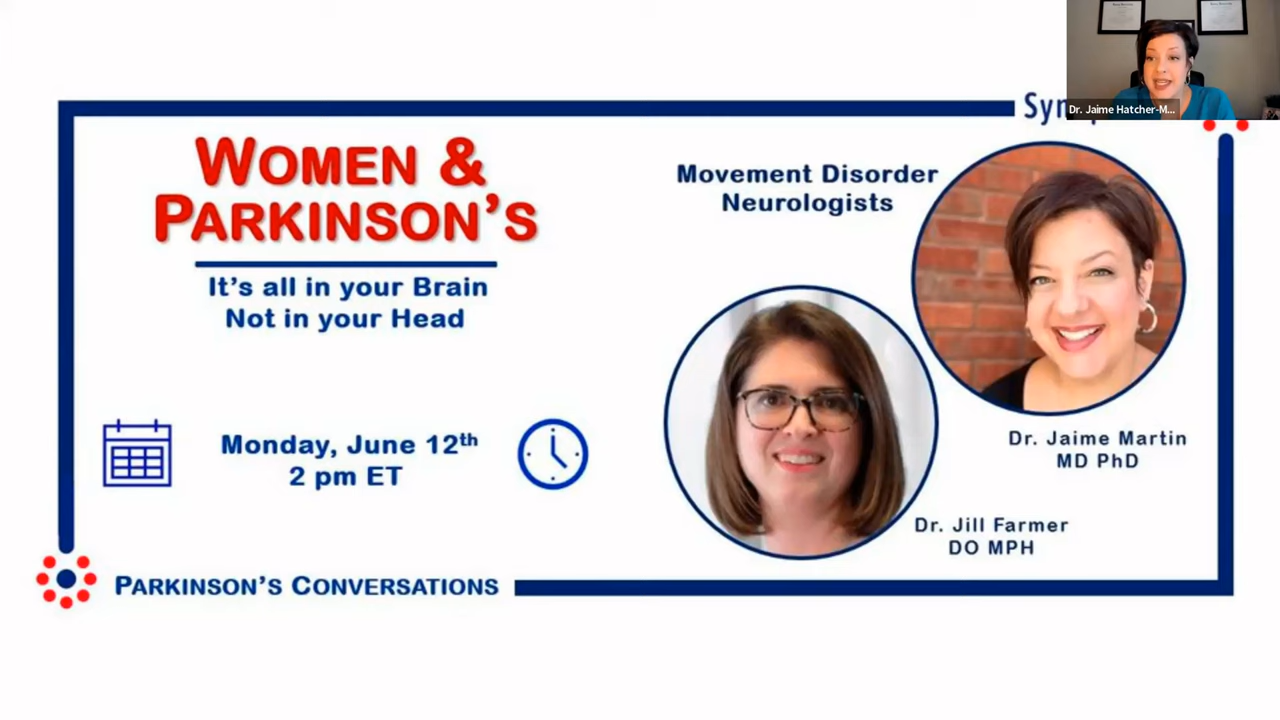 Dr. Jaime Hatcher-M...
WOMEN &
PARKINSON'S
It's all in your Brain
Not in your Head
Monday, June 12th
2 pm ET
Movement Disorder
Neurologists
Dr. Jaime Martin
MD PhD
Dr. Jill Farmer
DO MPH
PARKINSON'S CONVERSATIONS